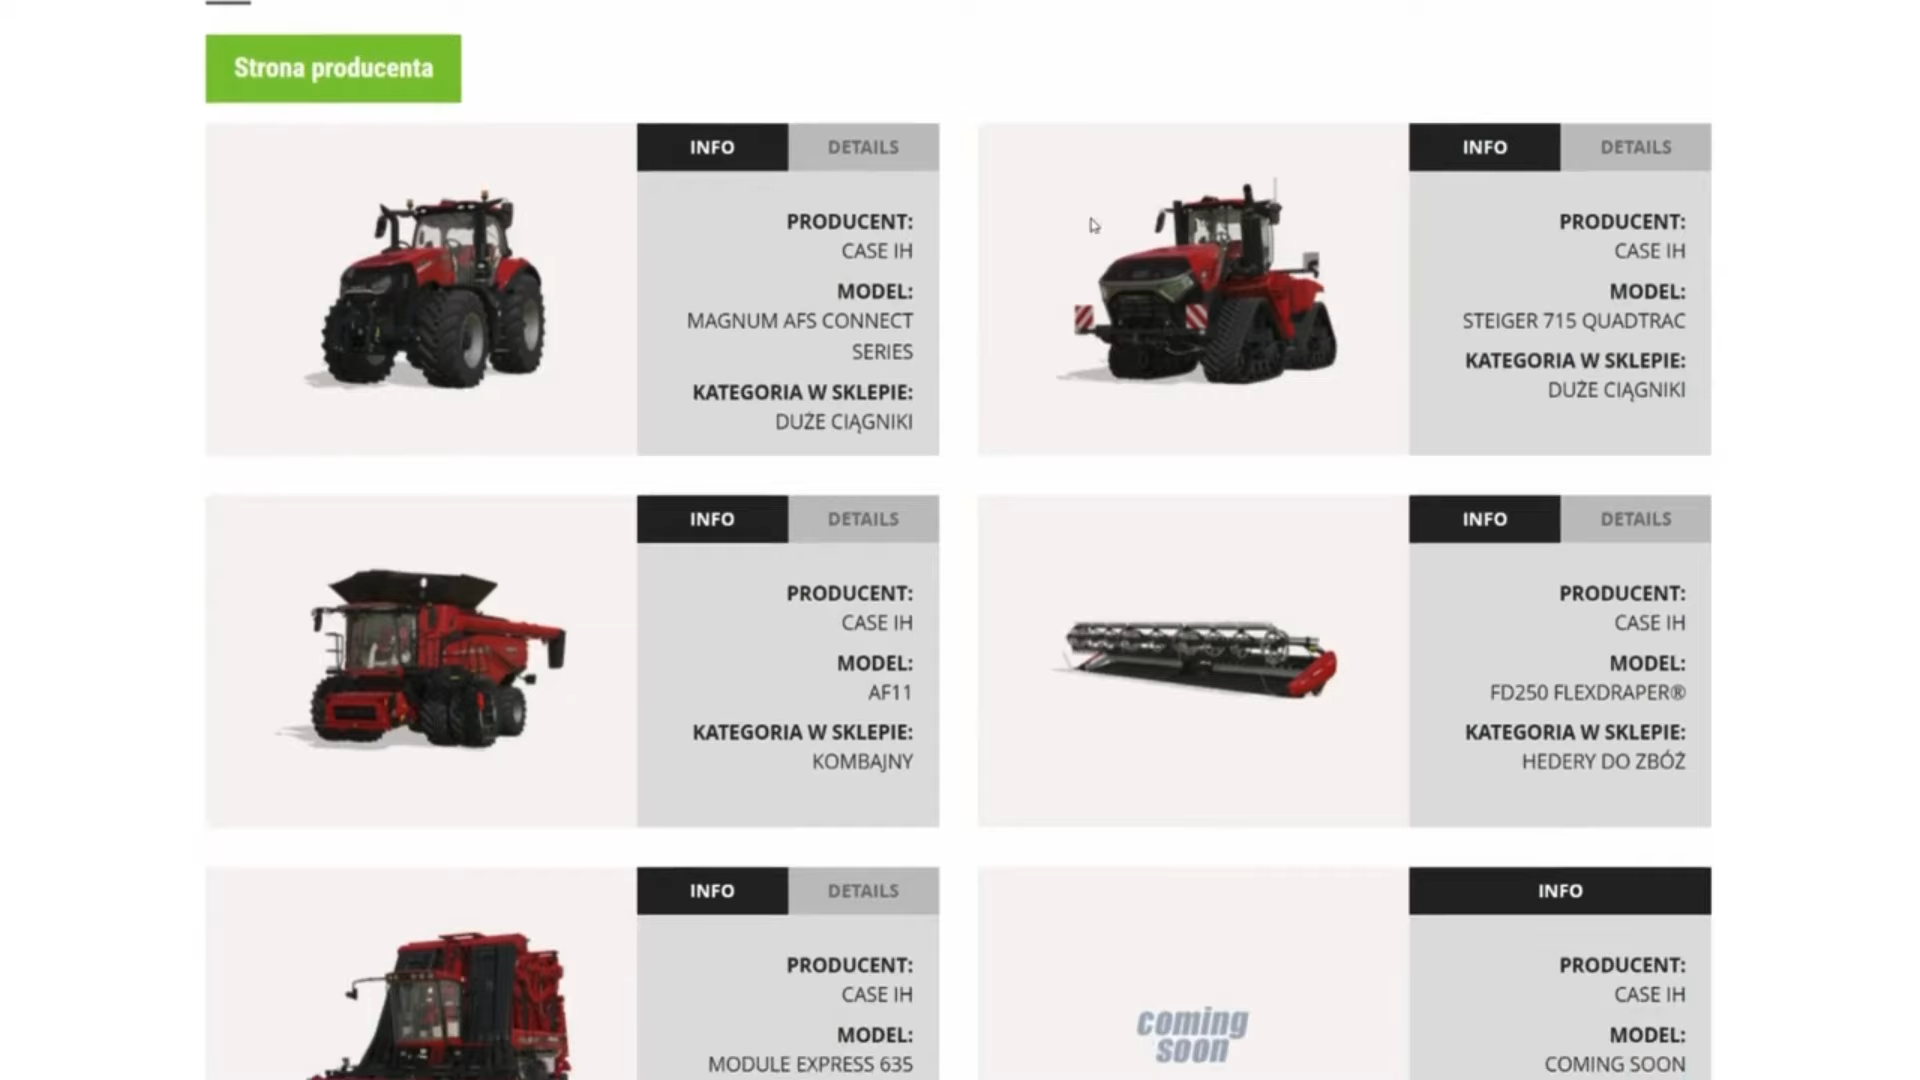 Strona producenta
INFO
DETAILS
PRODUCENT:
CASE IH
MODEL:
MAGNUM AFS CONNECT
SERIES
KATEGORIA W SKLEPIE:
DUŻE CIĄGNIKI
INFO
DETAILS
PRODUCENT:
CASE IH
MODEL:
STEIGER 715 QUADTRAC
KATEGORIA W SKLEPIE:
DUŻE CIĄGNIKI
INFO
DETAILS
PRODUCENT:
CASE IH
MODEL:
AF11
KATEGORIA W SKLEPIE:
KOMBAJNY
INFO
DETAILS
PRODUCENT:
CASE IH
MODEL:
FD250 FLEXDRAPER®
KATEGORIA W SKLEPIE:
HEDERY DO ZBÓŻ
INFO
DETAILS
PRODUCENT:
CASE IH
MODEL:
MODULE EXPRESS 635
coming
soon
INFO
PRODUCENT:
CASE IH
MODEL:
COMING SOON